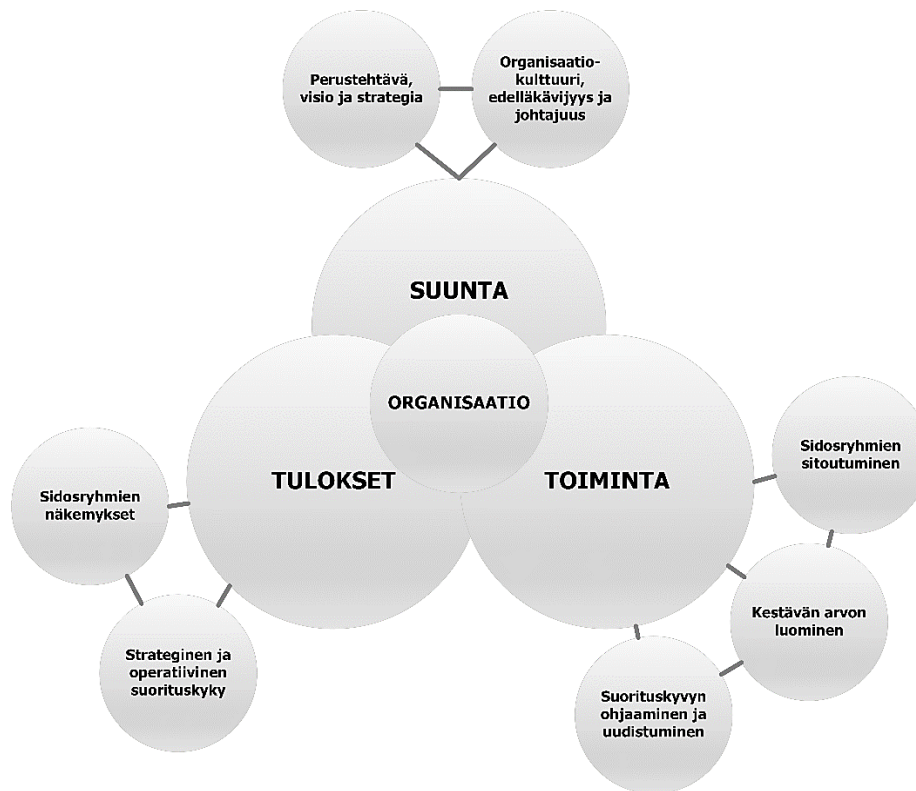 Perustehtävä,
visio ja strategia
Organisaatio-
kulttuuri,
edelläkävijyys ja
johtajuus
SUUNTA
ORGANISAATIO
TULOKSET
TOIMINTA
Sidosryhmien
sitoutuminen
Sidosryhmien
näkemykset
Kestävän arvon
luominen
Strateginen ja
operatiivinen
suorituskyky
Suorituskyvyn
ohjaaminen ja
uudistuminen